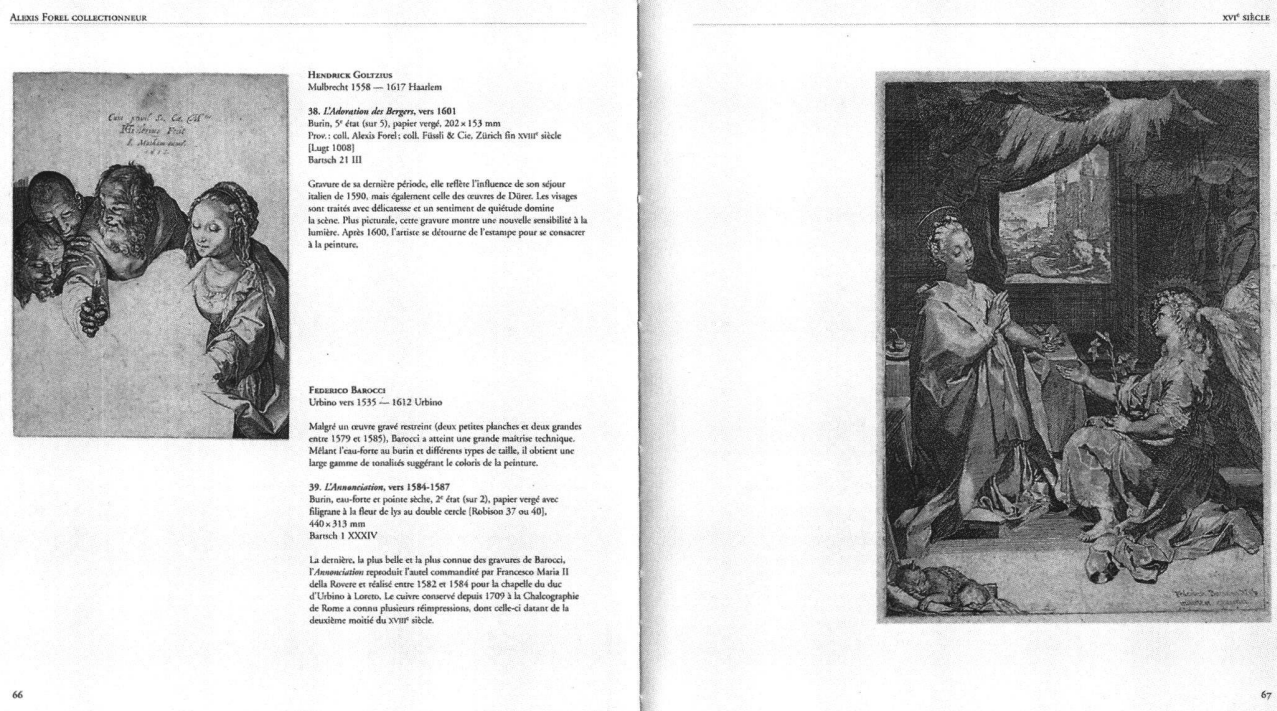 ALEXIS FOREL COLLECTIONNEUR
HENDRICK GOLTZIUS
Mulbrecht 1558 — 1617 Haarlem
38. L'Adoration des Bergers, vers 1601
Burin, 5e état (sur 5), papier vergé, 202 x 153 mm
Prov. : coll. Alexis Forel ; coll. Füssli & Cie, Zürich fin XVIIIe siècle
[Lugt 1008]
Bartsch 21 III
Gravure de sa dernière période, elle reflète l'influence de son séjour
italien de 1590, mais également celle des œuvres de Dürer. Les visages
sont traités avec délicatesse et un sentiment de quiétude domine
la scène. Plus picturale, cette gravure montre une nouvelle sensibilité à la
lumière. Après 1600, l'artiste se détourne de l'estampe pour se consacrer
à la peinture.
FEDERICO BAROCCI
Urbino vers 1535 — 1612 Urbino
Malgré un œuvre gravé restreint (deux petites planches et deux grandes
entre 1579 et 1585), Barocci a atteint une grande maîtrise technique.
Mêlant l'eau-forte au burin et différents types de taille, il obtient une
large gamme de tonalités suggérant le coloris de la peinture.
39. L'Annonciation, vers 1584-1587
Burin, eau-forte et pointe sèche, 2e état (sur 2), papier vergé avec
filigrane à la fleur de lys au double cercle [Robison 37 ou 40],
440 x 313 mm
Bartsch 1 XXXIV
La dernière, la plus belle et la plus connue des gravures de Barocci,
l'Annonciation reproduit l'autel commandité par Francesco Maria II
della Rovere et réalisé entre 1582 et 1584 pour la chapelle du duc
d'Urbino à Loreto. Le cuivre conservé depuis 1709 à la Chalcographie
de Rome a connu plusieurs réimpressions, dont celle-ci datant de la
deuxième moitié du XVIIIe siècle.
66
XVIe SIÈCLE
67